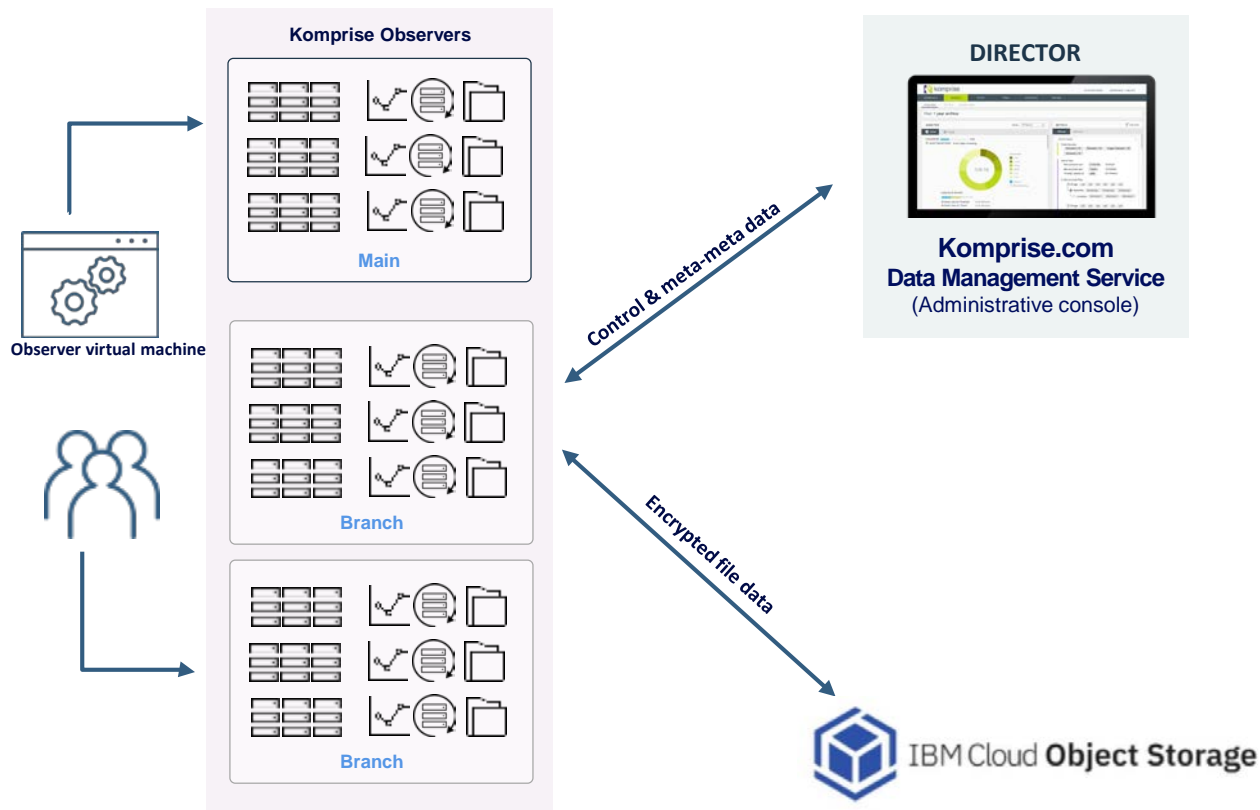 Komprise Observers
Main
Observer virtual machine
Branch
Branch
Control & meta-meta data
Encrypted file data
DIRECTOR
komprise
Komprise.com
Data Management Service
(Administrative console)
IBM Cloud Object Storage